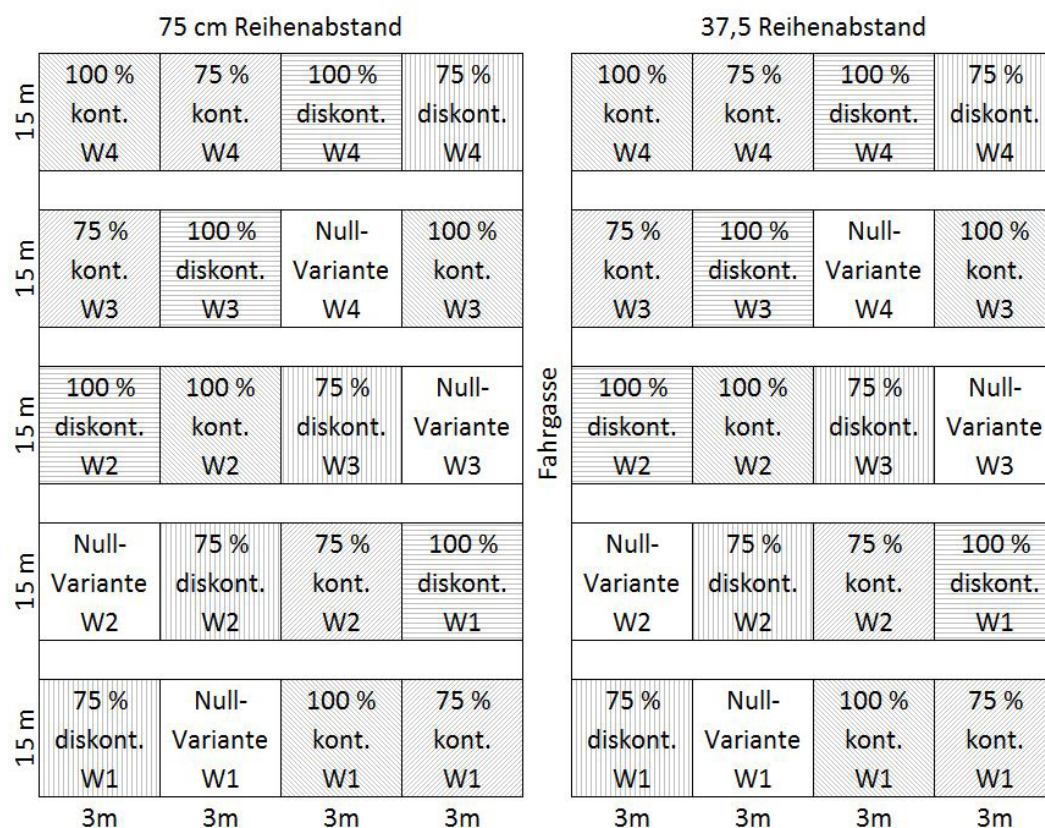 75 cm Reihenabstand
37,5 Reihenabstand
15 m
100 %
kont.
W4
75 %
kont.
W4
100 %
diskont.
W4
75 %
diskont.
W4
100 %
kont.
W4
75 %
kont.
W4
100 %
diskont.
W4
75 %
diskont.
W4
15 m
75 %
kont.
W3
100 %
diskont.
W3
Null-
Variante
W4
100 %
kont.
W3
75 %
kont.
W3
100 %
diskont.
W3
Null-
Variante
W4
100 %
kont.
W3
15 m
100 %
diskont.
W2
100 %
kont.
W2
75 %
diskont.
W3
Null-
Variante
W3
Fahrgasse
100 %
diskont.
W2
100 %
kont.
W2
75 %
diskont.
W3
Null-
Variante
W3
15 m
Null-
Variante
W2
75 %
diskont.
W2
75 %
kont.
W2
100 %
diskont.
W1
Null-
Variante
W2
75 %
diskont.
W2
75 %
kont.
W2
100 %
diskont.
W1
15 m
75 %
diskont.
W1
Null-
Variante
W1
100 %
kont.
W1
75 %
kont.
W1
75 %
diskont.
W1
Null-
Variante
W1
100 %
kont.
W1
75 %
kont.
W1
3m
3m
3m
3m
3m
3m
3m
3m